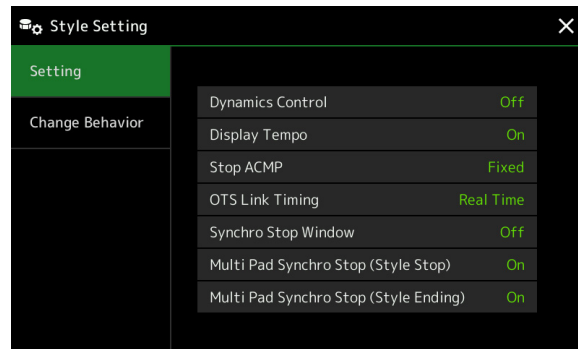 Style Setting
Setting
Change Behavior
Dynamics Control Off
Display Tempo On
Stop ACMP Fixed
OTS Link Timing Real Time
Synchro Stop Window Off
Multi Pad Synchro Stop (Style Stop) On
Multi Pad Synchro Stop (Style Ending) On